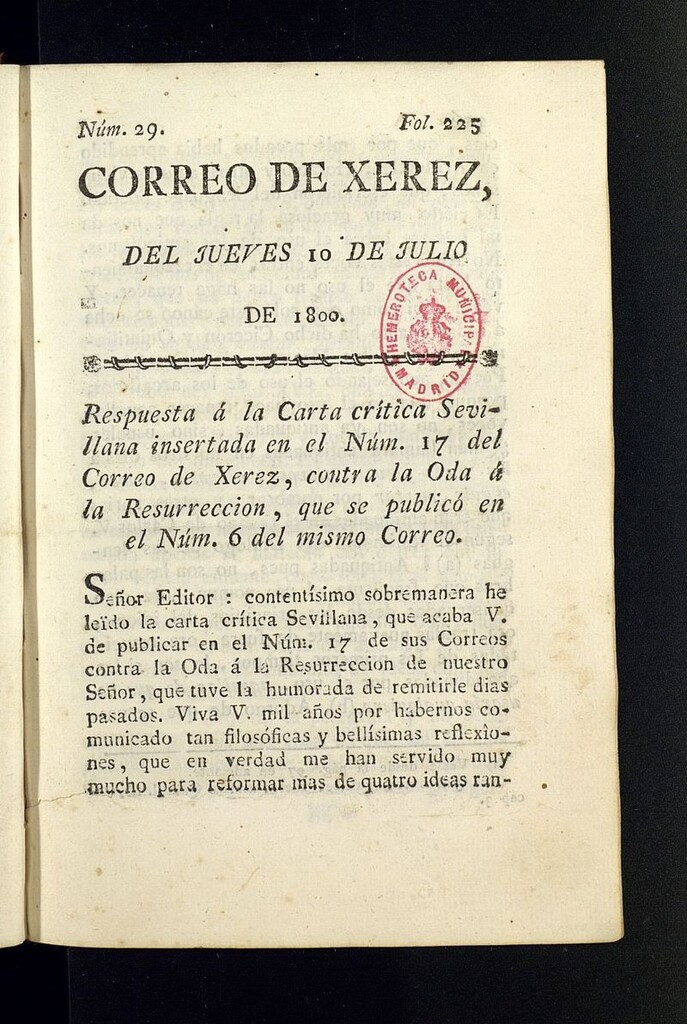 Núm. 29.
Fol. 225
CORREO DE XEREZ,
DEL JUEVES 10 DE JULIO
DE 1800.
HEMEROTECA MUNICIP
MADRID
Respuesta á la Carta crítica Sevi-
llana insertada en el Núm. 17 del
Correo de Xerez, contra la Oda á
la Resurreccion, que se publicó en
el Núm. 6 del mismo Correo.
Señor Editor : contentísimo sobremanera he
leído la carta crítica Sevillana, que acaba V.
de publicar en el Núm. 17 de sus Correos
contra la Oda á la Resurreccion de nuestro
Señor, que tuve la humorada de remitirle dias
pasados. Viva V. mil años por habernos co-
municado tan filosóficas y bellísimas reflexîo-
nes, que en verdad me han servido muy
mucho para reformar mas de quatro ideas ran-